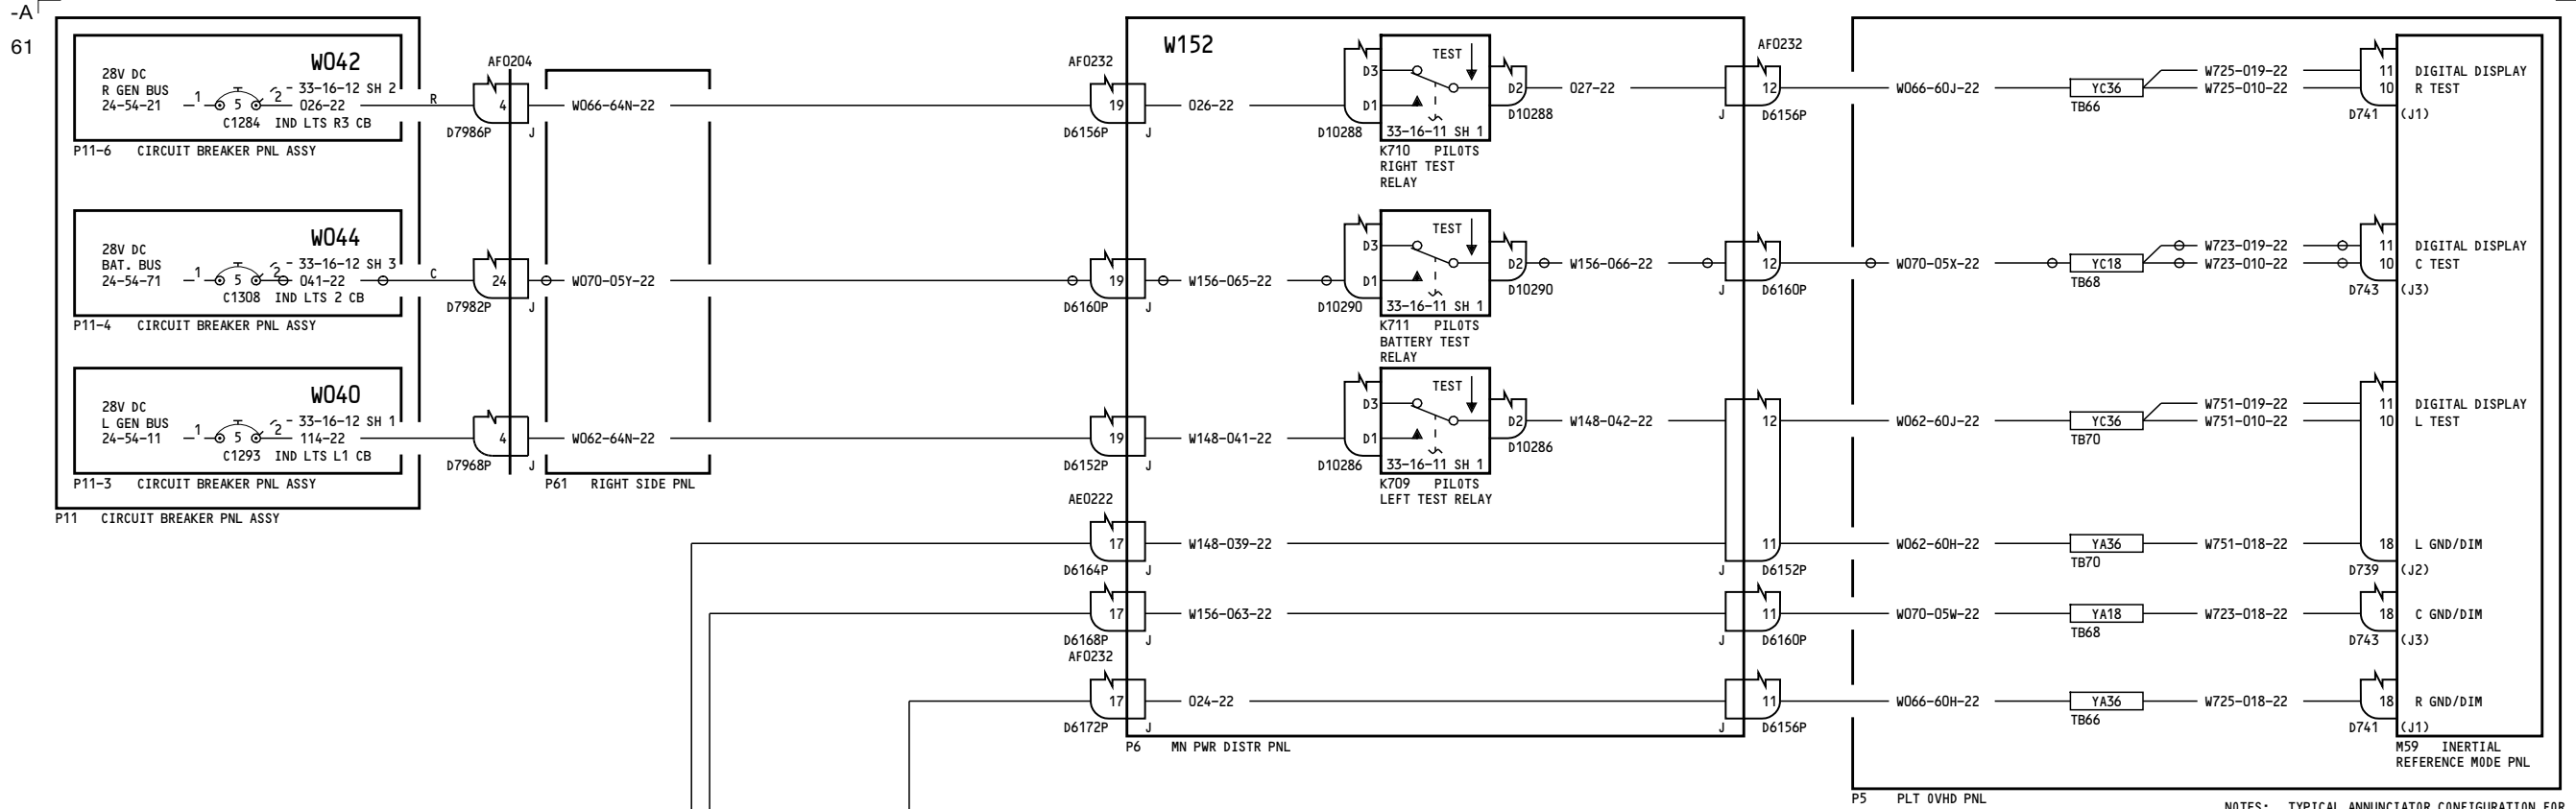 -A
61
W042
28V DC
R GEN BUS
24-54-21
1 5 2
33-16-12 SH 2
026-22
C1284 IND LTS R3 CB
P11-6 CIRCUIT BREAKER PNL ASSY
R
W044
28V DC
BAT. BUS
24-54-71
1 5 2
33-16-12 SH 3
041-22
C1308 IND LTS 2 CB
P11-4 CIRCUIT BREAKER PNL ASSY
C
W040
28V DC
L GEN BUS
24-54-11
1 5 2
33-16-12 SH 1
114-22
C1293 IND LTS L1 CB
P11-3 CIRCUIT BREAKER PNL ASSY
P11 CIRCUIT BREAKER PNL ASSY
AF0204
4
D7986P J
24
D7982P J
4
D7968P J
W066-64N-22
W070-05Y-22
W062-64N-22
P61 RIGHT SIDE PNL
AF0232
19
D6156P J
19
D6160P J
19
D6152P J
AE0222
17
D6164P J
17
D6168P J
AF0232
17
D6172P J
W152
026-22
D3
D1
D10288
TEST
33-16-11 SH 1
K710 PILOTS
RIGHT TEST
RELAY
D2
D10288
027-22
W156-065-22
D3
D1
D10290
TEST
33-16-11 SH 1
K711 PILOTS
BATTERY TEST
RELAY
D2
D10290
W156-066-22
W148-041-22
D3
D1
D10286
TEST
33-16-11 SH 1
K709 PILOTS
LEFT TEST RELAY
D2
D10286
W148-042-22
W148-039-22
W156-063-22
024-22
P6 MN PWR DISTR PNL
AF0232
12
J D6156P
12
J D6160P
12
11
J D6152P
11
J D6160P
11
J D6156P
W066-60J-22
YC36
TB66
W725-019-22
W725-010-22
11
10
D741 (J1)
DIGITAL DISPLAY
R TEST
W070-05X-22
YC18
TB68
W723-019-22
W723-010-22
11
10
D743 (J3)
DIGITAL DISPLAY
C TEST
W062-60J-22
YC36
TB70
W751-019-22
W751-010-22
11
10
DIGITAL DISPLAY
L TEST
W062-60H-22
YA36
TB70
W751-018-22
18 L GND/DIM
D739 (J2)
W070-05W-22
YA18
TB68
W723-018-22
18 C GND/DIM
D743 (J3)
W066-60H-22
YA36
TB66
W725-018-22
18 R GND/DIM
D741 (J1)
M59 INERTIAL
REFERENCE MODE PNL
P5 PLT OVHD PNL
NOTES: TYPICAL ANNUNCIATOR CONFIGURATION FOR